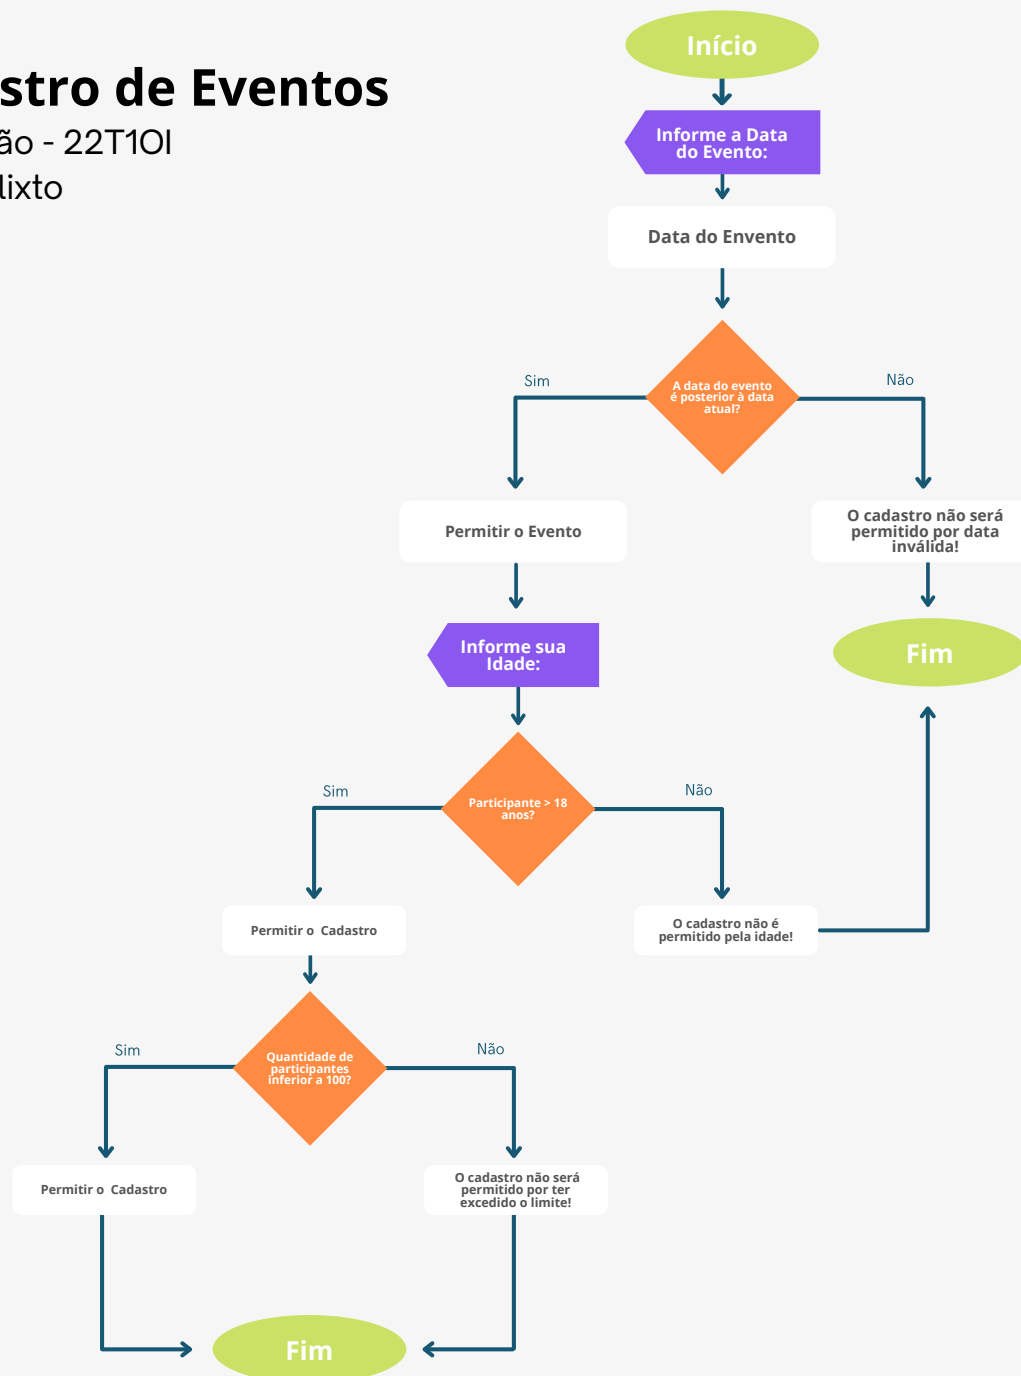 Início
stro de Eventos
ão - 22T1OI
lixto
Informe a Data
do Evento:
Data do Envento
A data do evento
é posterior à data
atual?
Sim
Não
Permitir o Evento
O cadastro não será
permitido por data
inválida!
Informe sua
Idade:
Fim
Participante > 18
anos?
Sim
Não
Permitir o  Cadastro
O cadastro não é
permitido pela idade!
Quantidade de
participantes
inferior a 100?
Sim
Não
Permitir o  Cadastro
O cadastro não será
permitido por ter
excedido o limite!
Fim